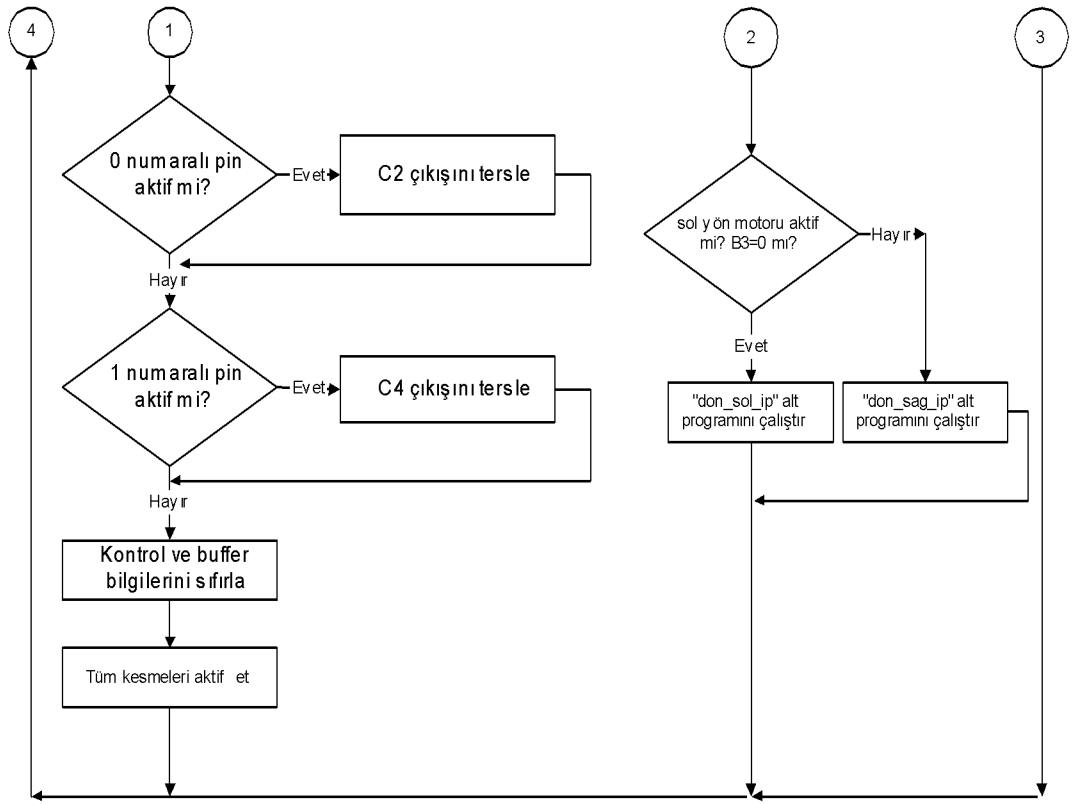 4
1
2
3
0 numaralı pin
aktif mi?
Evet
C2 çıkışını tersle
Hayır
1 numaralı pin
aktif mi?
Evet
C4 çıkışını tersle
Hayır
Kontrol ve buffer
bilgilerini sıfırla
Tüm kesmeleri aktif et
sol yön motoru aktif
mi? B3=0 mı?
Hayır
Evet
"don_sol_ip" alt
programını çalıştır
"don_sag_ip" alt
programını çalıştır